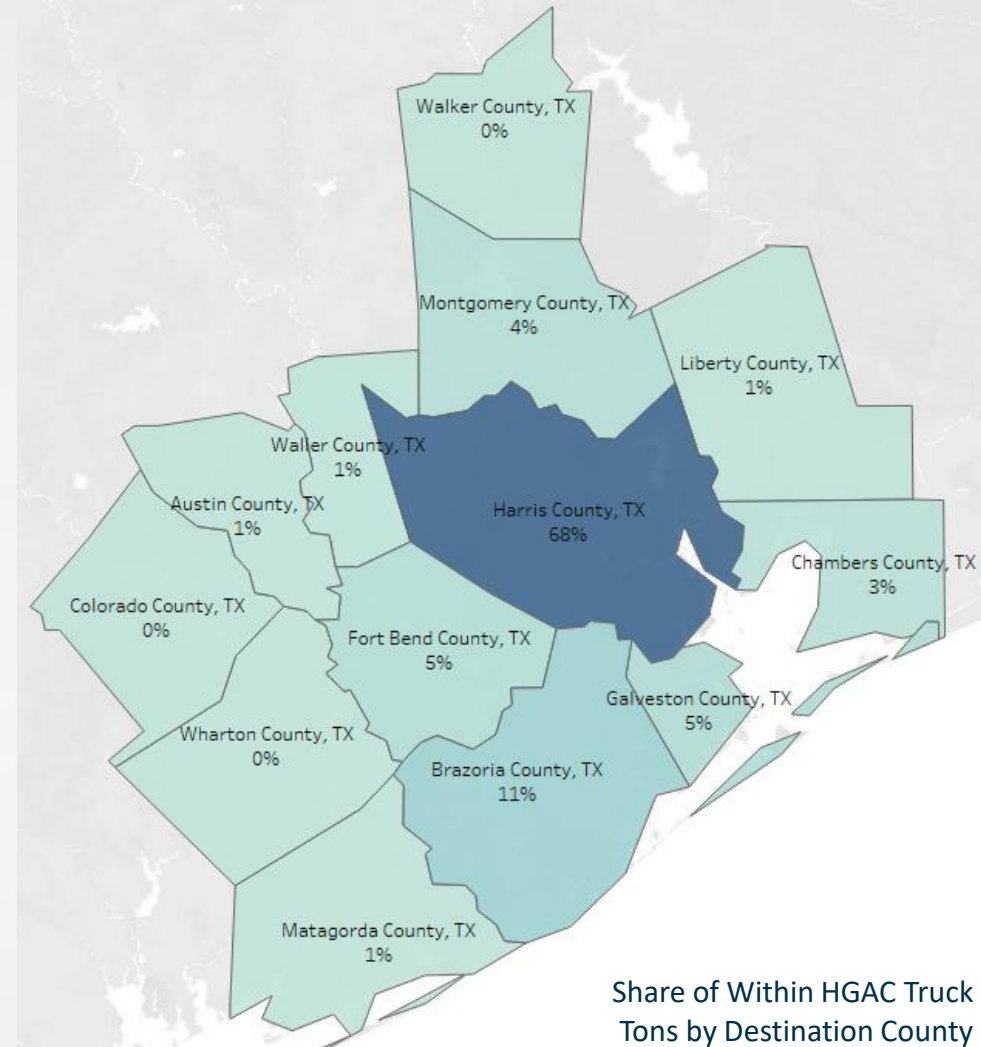 Walker County, TX
0%
Montgomery County, TX
4%
Liberty County, TX
1%
Waller County, TX
1%
Austin County, TX
1%
Harris County, TX
68%
Chambers County, TX
3%
Colorado County, TX
0%
Fort Bend County, TX
5%
Galveston County, TX
5%
Wharton County, TX
0%
Brazoria County, TX
11%
Matagorda County, TX
1%
Share of Within HGAC Truck
Tons by Destination County